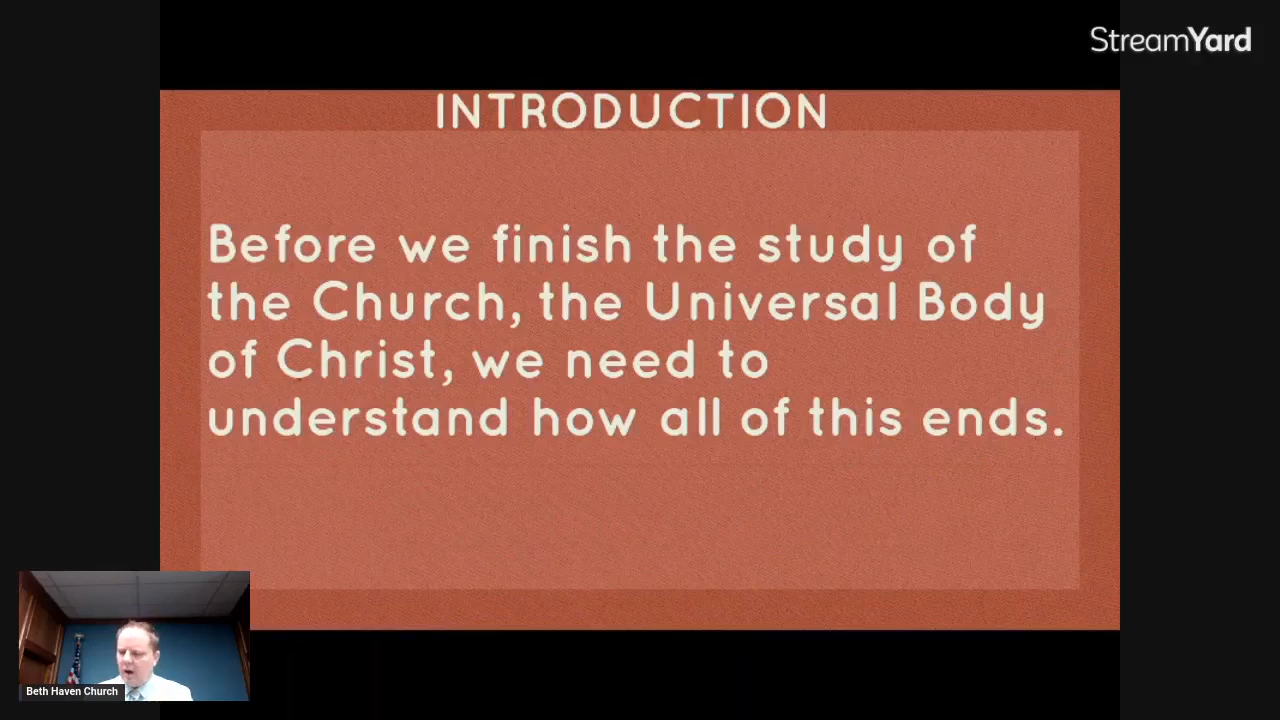 StreamYard
INTRODUCTION
Before we finish the study of
the Church, the Universal Body
of Christ, we need to
understand how all of this ends.
Beth Haven Church